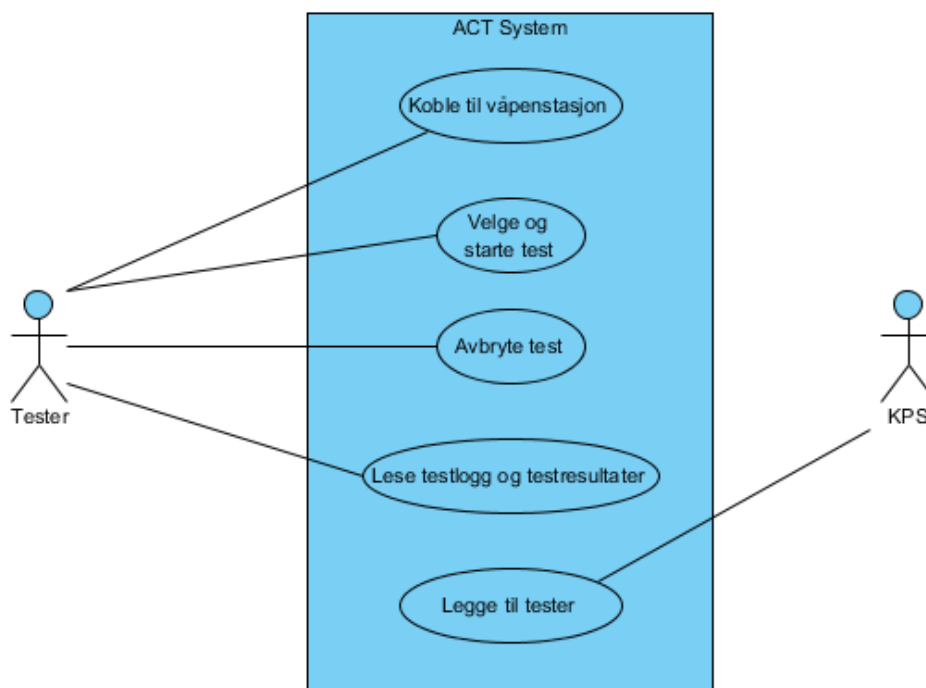 ACT System
Koble til våpenstasjon
Velge og
starte test
Avbryte test
Tester
KPS
Lese testlogg og testresultater
Legge til tester